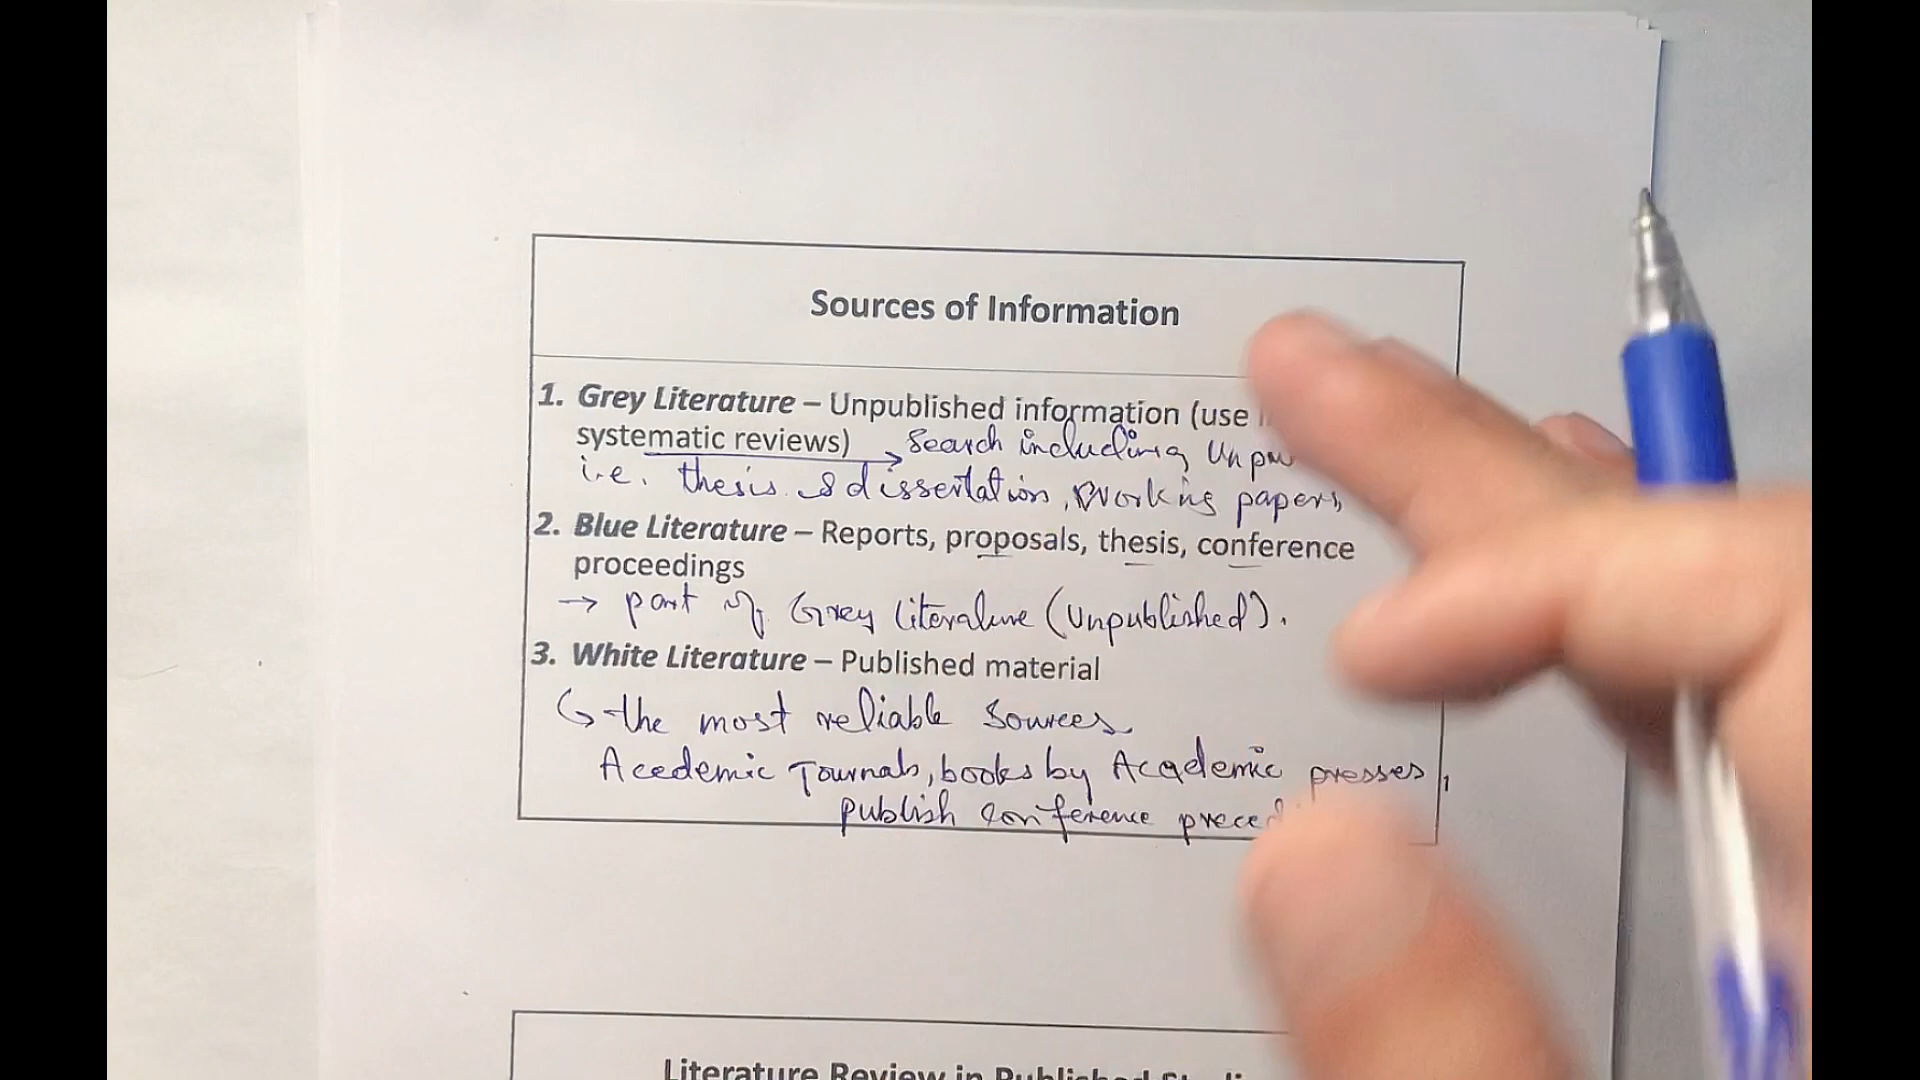 Sources of Information
1. Grey Literature – Unpublished information (use
systematic reviews) → Search including
i.e. thesis & dissertation, working papers,
2. Blue Literature – Reports, proposals, thesis, conference
proceedings
→ part of Grey literature (Unpublished).
3. White Literature – Published material
↳ the most reliable sources
Acedemic Journals, books by Academic presses,
publish conference
Literature Review in Published